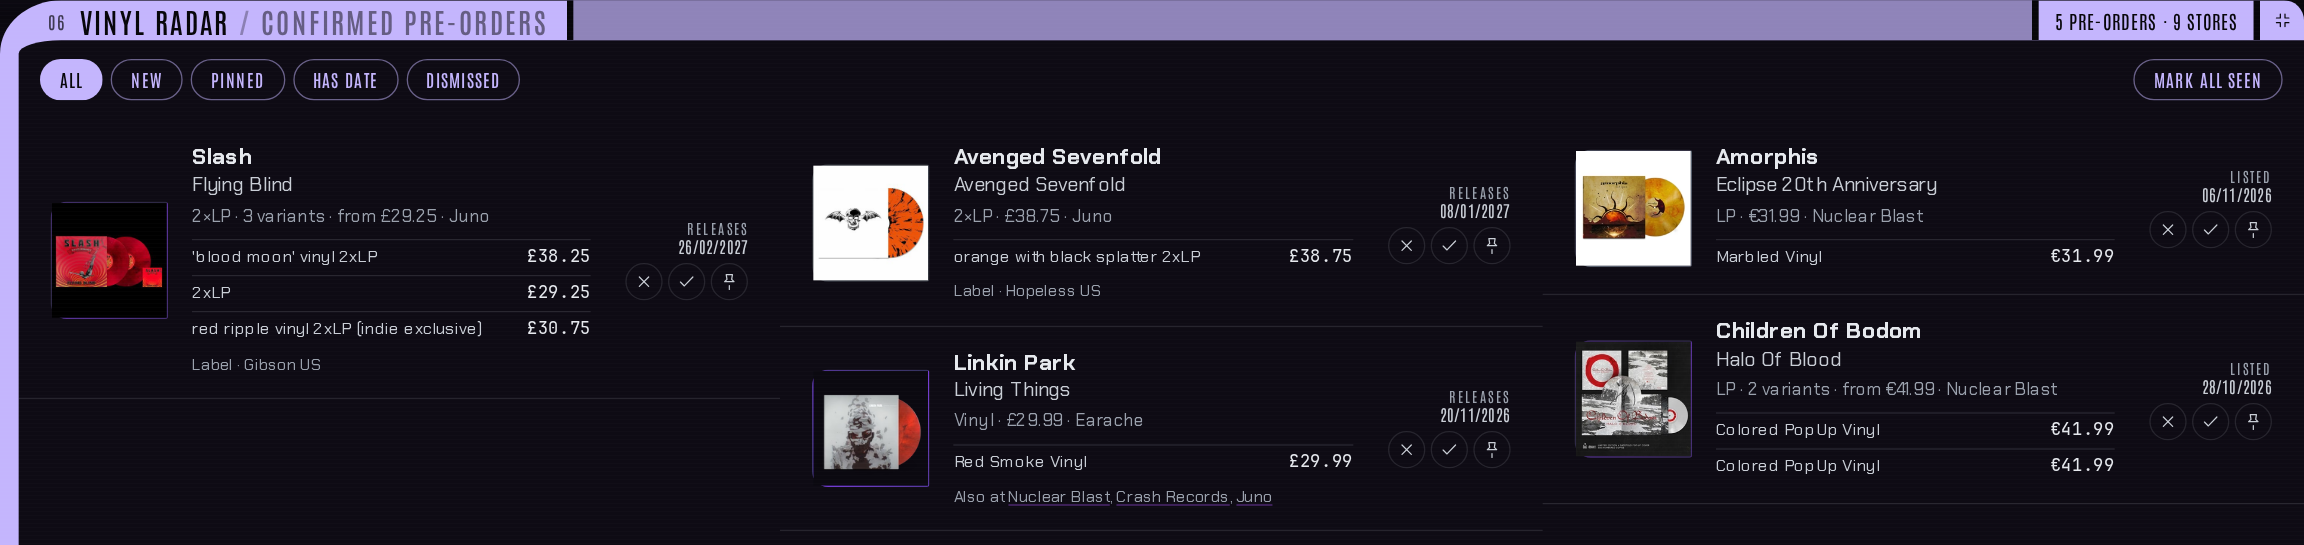 06 VINYL RADAR / CONFIRMED PRE-ORDERS
5 PRE-ORDERS · 9 STORES
ALL
NEW
PINNED
HAS DATE
DISMISSED
MARK ALL SEEN
Slash
Flying Blind
2×LP · 3 variants · from £29.25 · Juno
'blood moon' vinyl 2xLP £38.25
2xLP £29.25
red ripple vinyl 2xLP (indie exclusive) £30.75
Label · Gibson US
RELEASES
26/02/2027
Avenged Sevenfold
Avenged Sevenfold
2×LP · £38.75 · Juno
orange with black splatter 2xLP £38.75
Label · Hopeless US
RELEASES
08/01/2027
Linkin Park
Living Things
Vinyl · £29.99 · Earache
Red Smoke Vinyl £29.99
Also at Nuclear Blast, Crash Records, Juno
RELEASES
20/11/2026
Amorphis
Eclipse 20th Anniversary
LP · €31.99 · Nuclear Blast
Marbled Vinyl €31.99
LISTED
06/11/2026
Children Of Bodom
Halo Of Blood
LP · 2 variants · from €41.99 · Nuclear Blast
Colored PopUp Vinyl €41.99
Colored PopUp Vinyl €41.99
LISTED
28/10/2026
SLASH